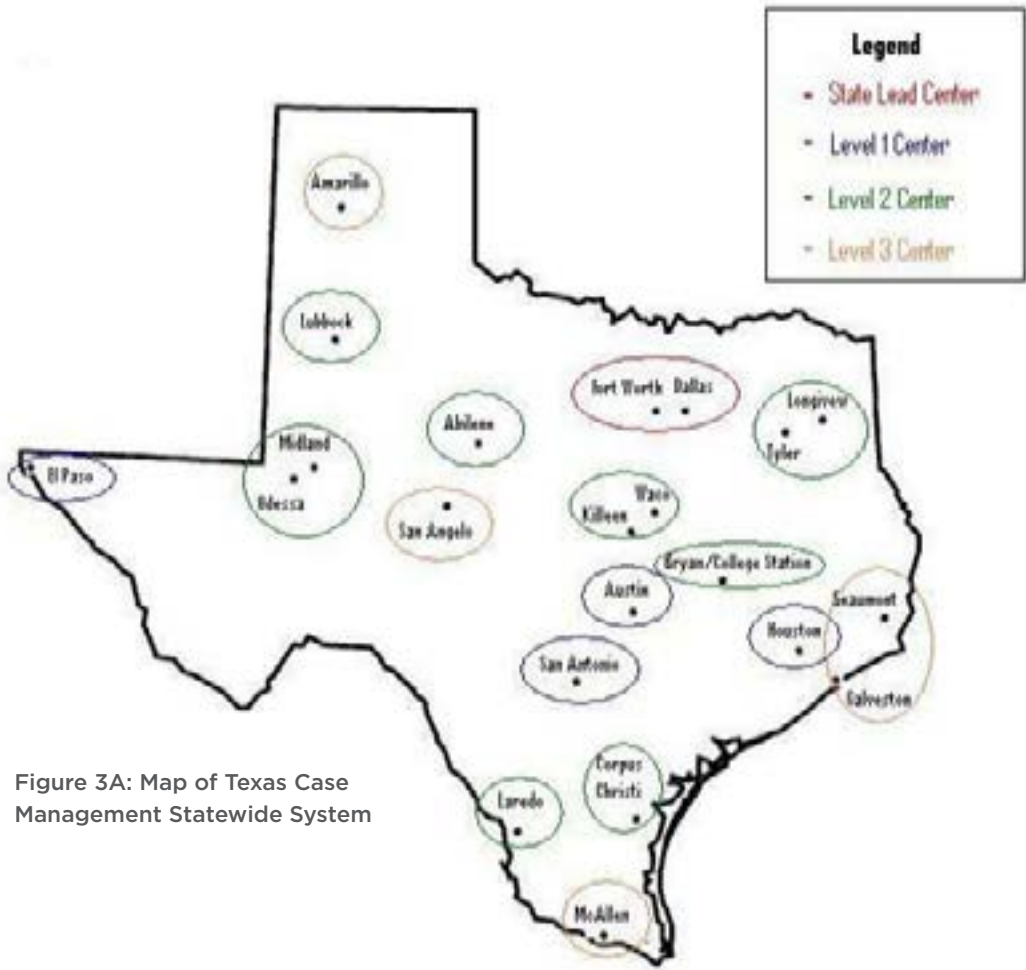 Legend
State Lead Center
Level 1 Center
Level 2 Center
Level 3 Center
Amarillo
Lubbock
Fort Worth Dallas
Longview
Tyler
Abilene
Midland
Odessa
El Paso
San Angelo
Waco
Killeen
Bryan/College Station
Austin
Beaumont
Houston
San Antonio
Galveston
Corpus
Christi
Laredo
McAllen
Figure 3A: Map of Texas Case
Management Statewide System